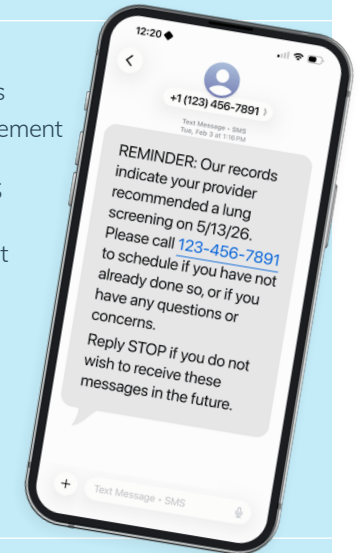 12:20
s
ement
s
t
+1 (123) 456-7891
Text Message • SMS
Tue, Feb 3 at 1:16 PM
REMINDER: Our records
indicate your provider
recommended a lung
screening on 5/13/26.
Please call 123-456-7891
to schedule if you have not
already done so, or if you
have any questions or
concerns.
Reply STOP if you do not
wish to receive these
messages in the future.
Text Message • SMS